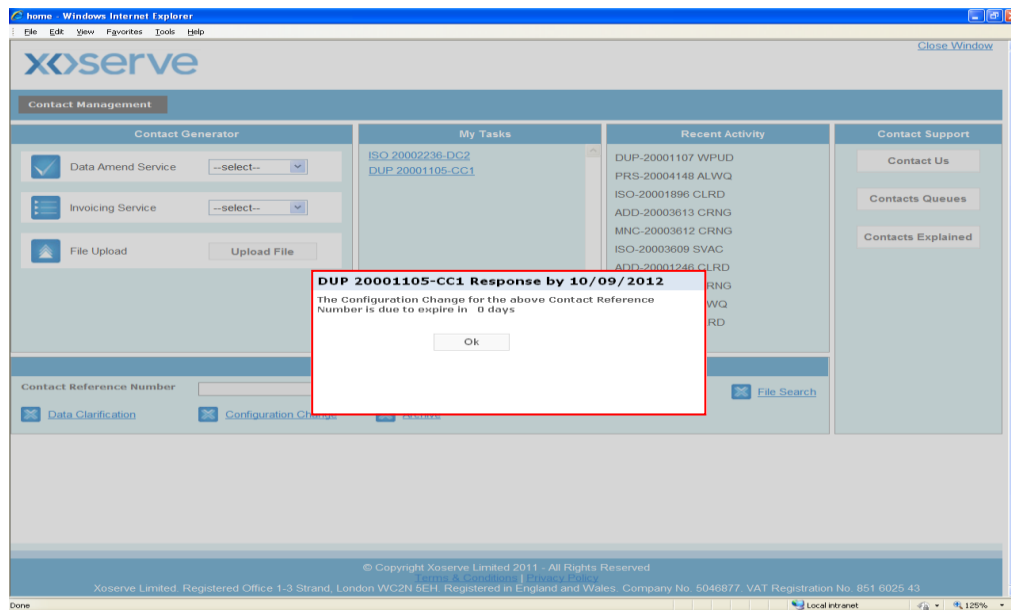 home - Windows Internet Explorer
File Edit View Favorites Tools Help
Close Window
xoserve
Contact Management
Contact Generator
My Tasks
Recent Activity
Contact Support
Data Amend Service
--select--
Invoicing Service
--select--
File Upload
Upload File
ISO 20002236-DC2
DUP 20001105-CC1
DUP-20001107 WPUD
PRS-20004148 ALWQ
ISO-20001896 CLRD
ADD-20003613 CRNG
MNC-20003612 CRNG
ISO-20003609 SVAC
ADD-20001246 CLRD
RNG
WQ
RD
Contact Us
Contacts Queues
Contacts Explained
DUP 20001105-CC1 Response by 10/09/2012
The Configuration Change for the above Contact Reference
Number is due to expire in 0 days
Ok
Contact Reference Number
File Search
Data Clarification
Configuration Change
Archive
© Copyright Xoserve Limited 2011 - All Rights Reserved
Terms & Conditions | Privacy Policy
Xoserve Limited. Registered Office 1-3 Strand, London WC2N 5EH. Registered in England and Wales. Company No. 5046877. VAT Registration No. 851 6025 43
Done
Local intranet
125%